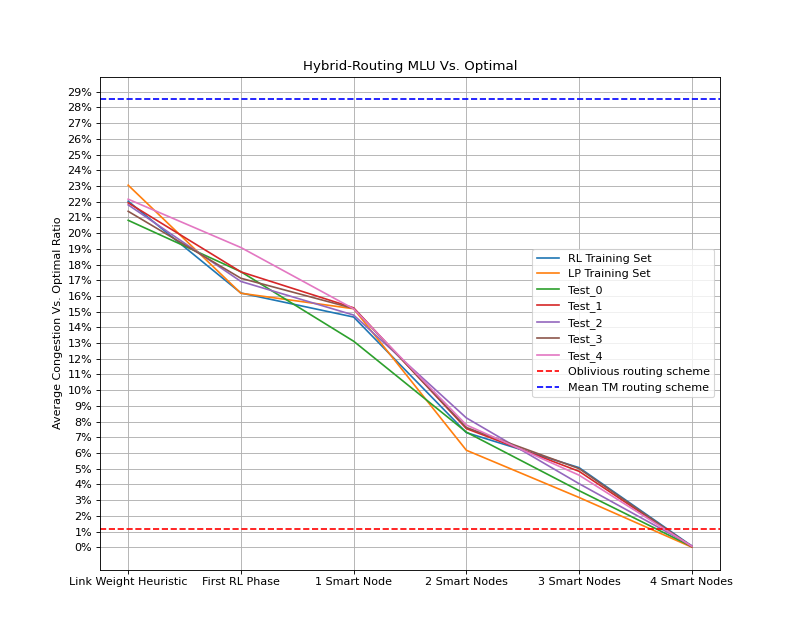 Hybrid-Routing MLU Vs. Optimal
Average Congestion Vs. Optimal Ratio
29%
28%
27%
26%
25%
24%
23%
22%
21%
20%
19%
18%
17%
16%
15%
14%
13%
12%
11%
10%
9%
8%
7%
6%
5%
4%
3%
2%
1%
0%
RL Training Set
LP Training Set
Test_0
Test_1
Test_2
Test_3
Test_4
Oblivious routing scheme
Mean TM routing scheme
Link Weight Heuristic
First RL Phase
1 Smart Node
2 Smart Nodes
3 Smart Nodes
4 Smart Nodes